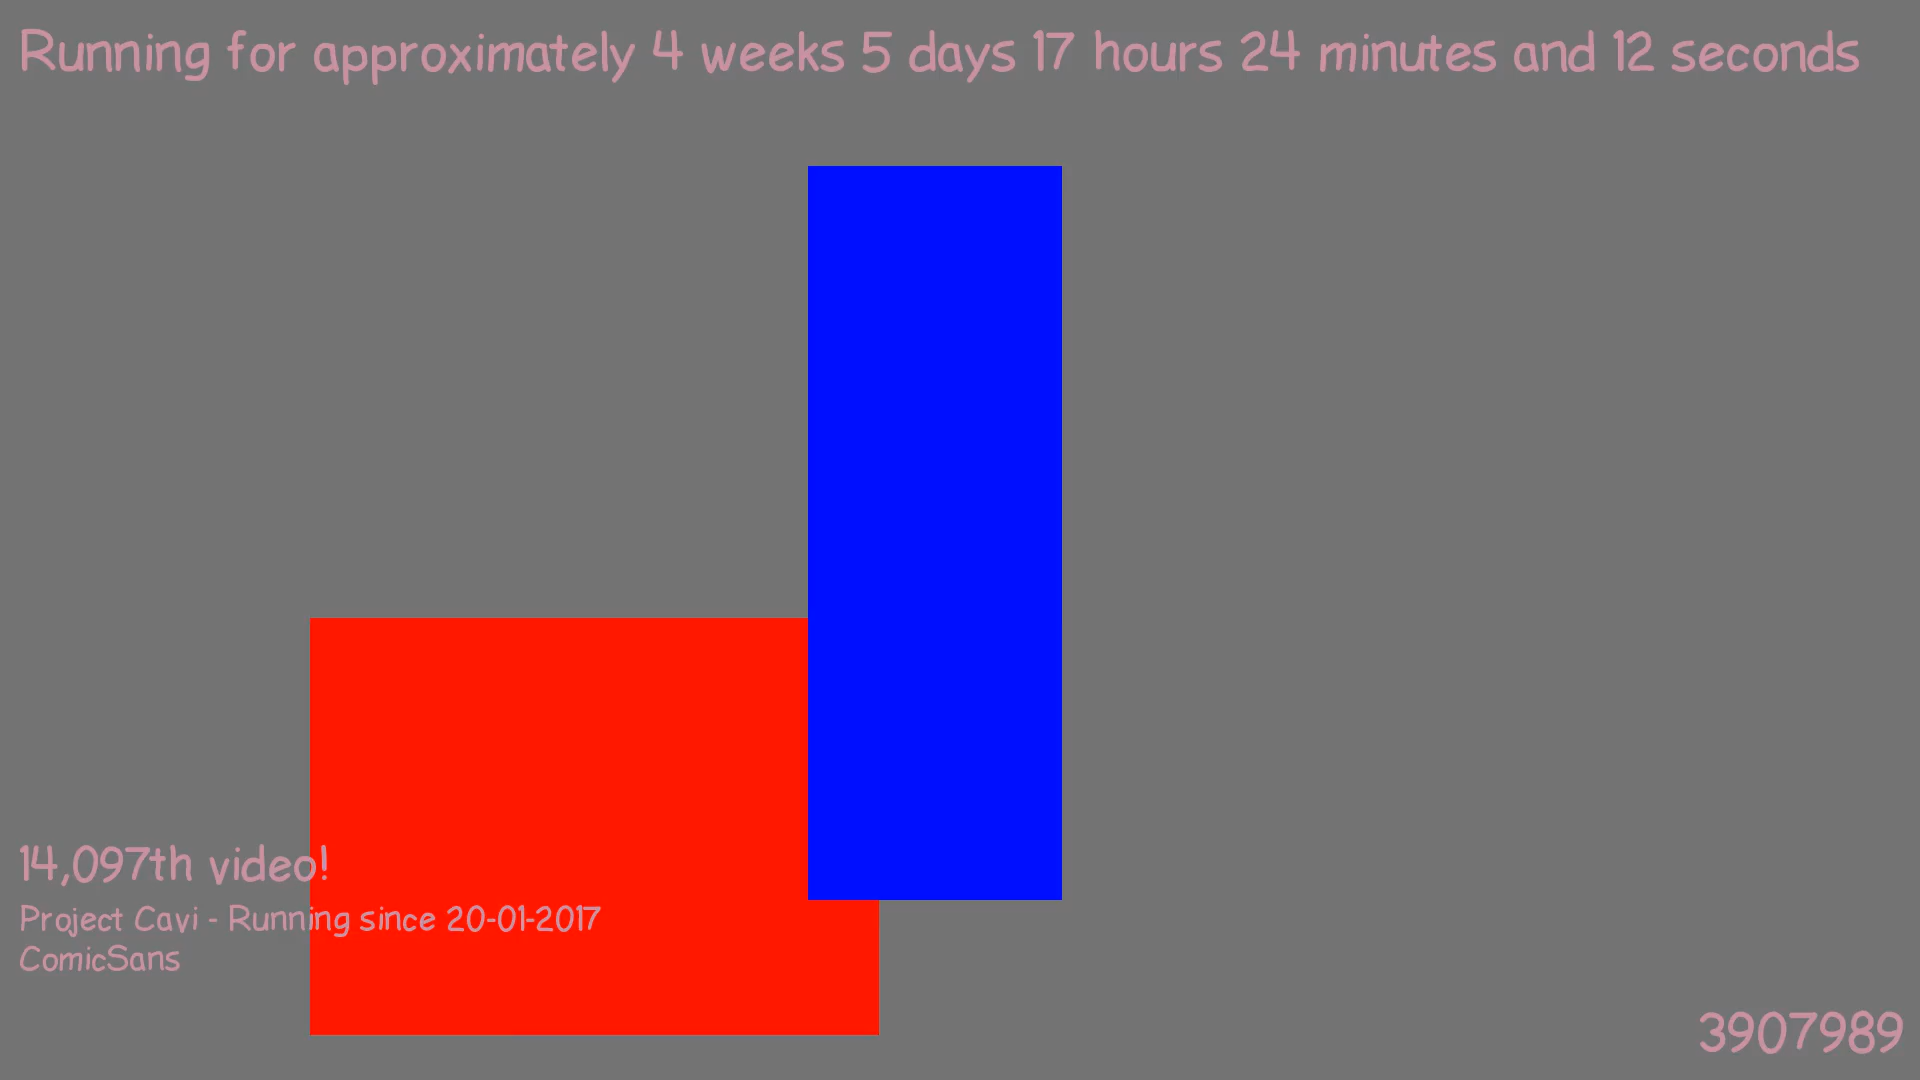 Running for approximately 4 weeks 5 days 17 hours 24 minutes and 12 seconds
14,097th video!
Project Cavi - Running since 20-01-2017
ComicSans
3907989